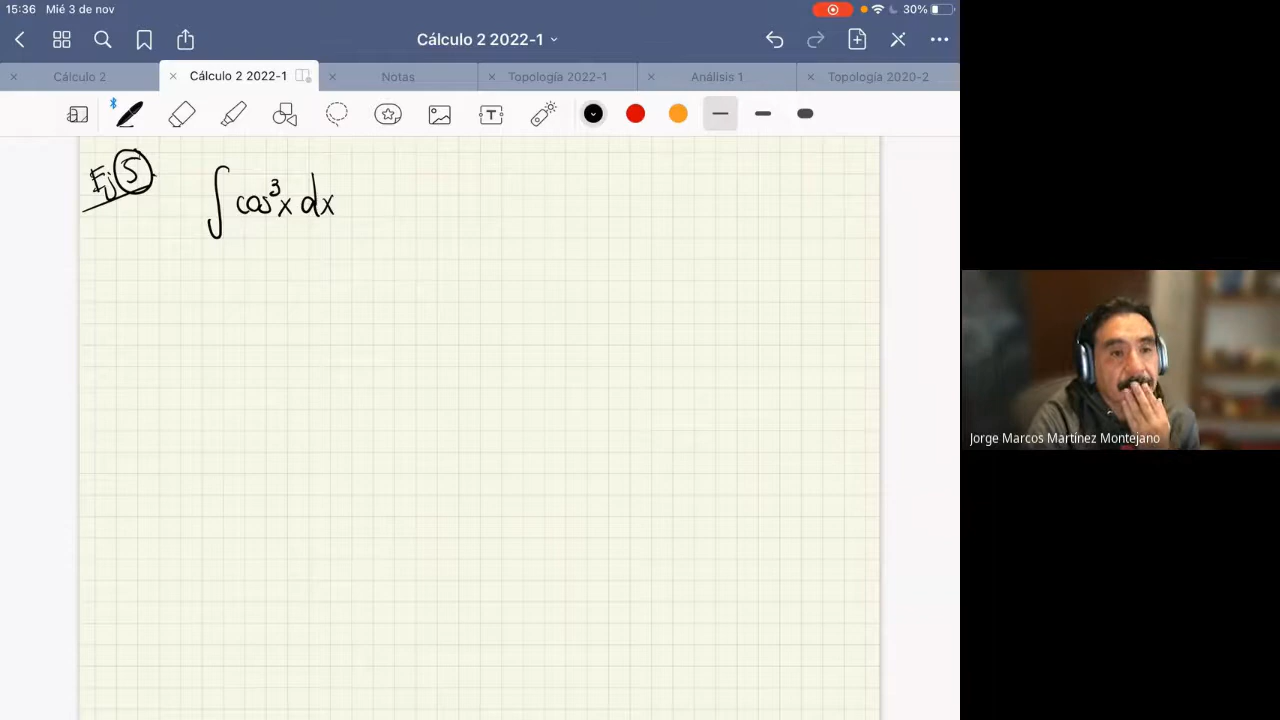 15:36 Mié 3 de nov
30%
Cálculo 2 2022-1
Cálculo 2
Cálculo 2 2022-1
Notas
Topología 2022-1
Análisis 1
Topología 2020-2
T
Ej 5
∫ cos³x dx
Jorge Marcos Martínez Montejano